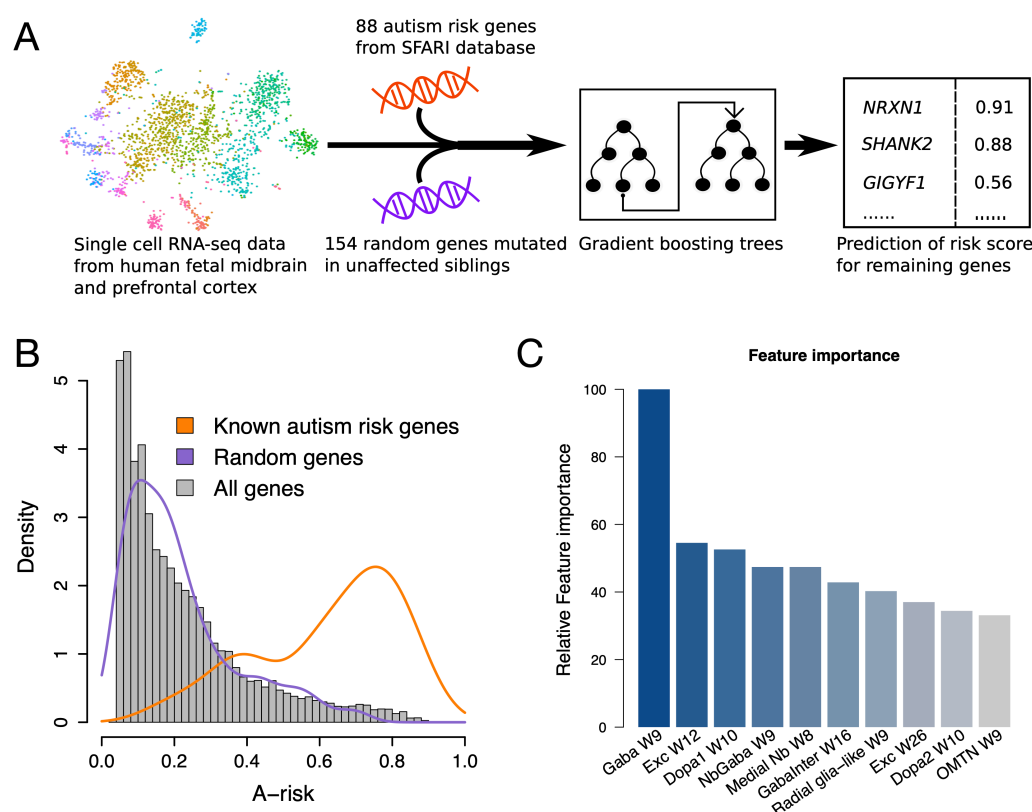 A
88 autism risk genes
from SFARI database
NRXN1 0.91
SHANK2 0.88
GIGYF1 0.56
...... ......
Single cell RNA-seq data
from human fetal midbrain
and prefrontal cortex
154 random genes mutated
in unaffected siblings
Gradient boosting trees
Prediction of risk score
for remaining genes
B
Known autism risk genes
Random genes
All genes
Density
5
4
3
2
1
0
0.0 0.2 0.4 0.6 0.8 1.0
A−risk
C
Feature importance
Relative Feature importance
100
80
60
40
20
0
Gaba W9
Exc W12
Dopa1 W10
NbGaba W9
Medial Nb W8
GabaInter W16
Radial glia−like W9
Exc W26
Dopa2 W10
OMTN W9